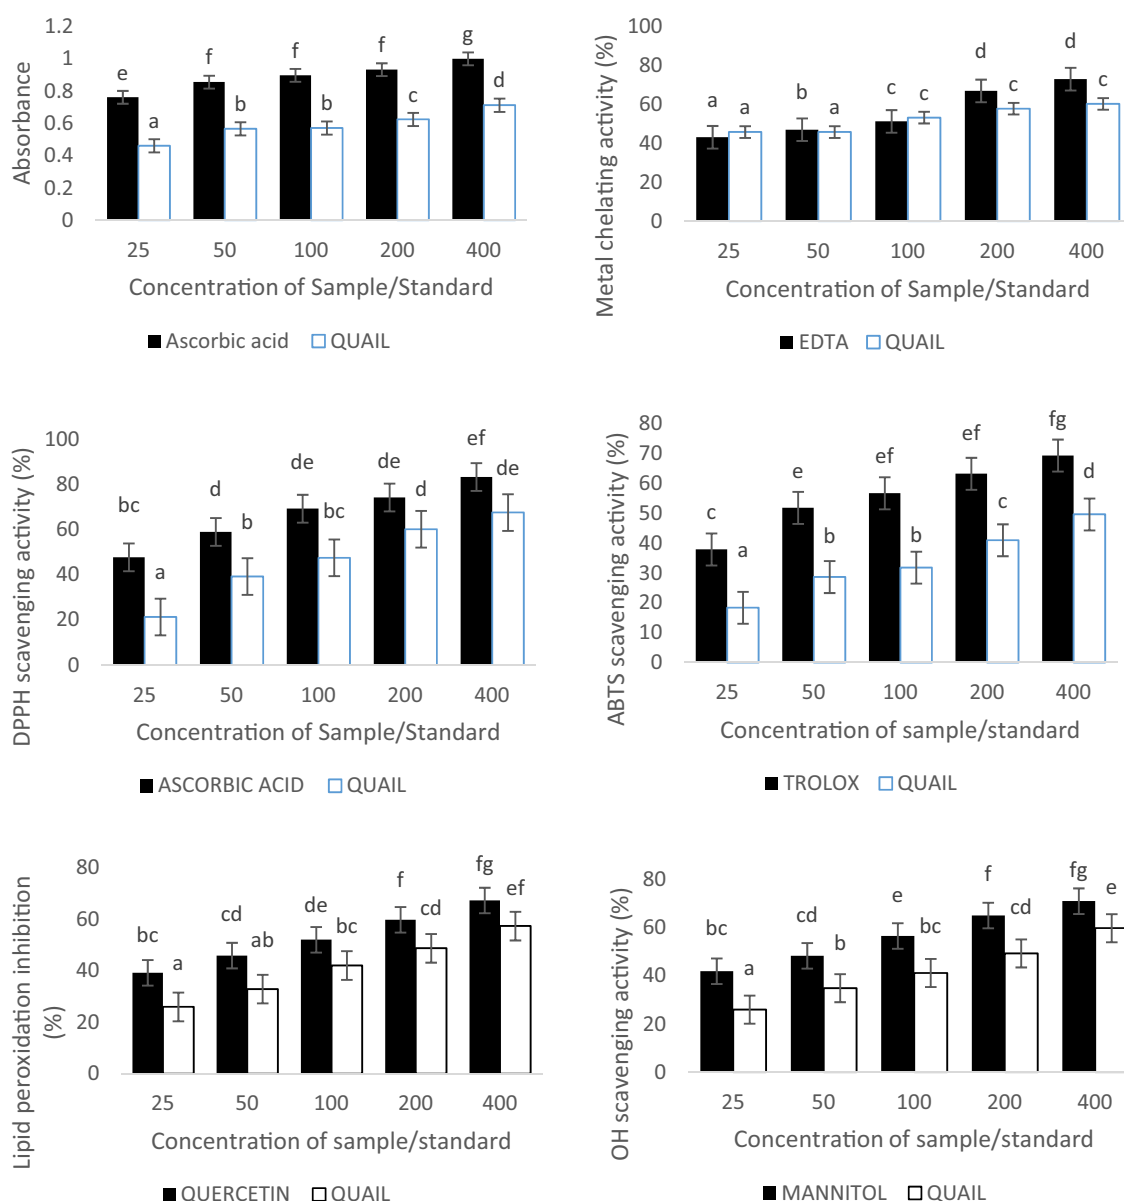 Absorbance
1.2
1
0.8
0.6
0.4
0.2
0
e
a
f
b
f
b
f
c
g
d
25 50 100 200 400
Concentration of Sample/Standard
Ascorbic acid QUAIL
Metal chelating activity (%)
100
80
60
40
20
0
a
a
b
a
c
c
d
c
d
c
25 50 100 200 400
Concentration of Sample/Standard
EDTA QUAIL
DPPH scavenging activity (%)
100
80
60
40
20
0
bc
a
d
b
de
bc
de
d
ef
de
25 50 100 200 400
Concentration of Sample/Standard
ASCORBIC ACID QUAIL
ABTS scavenging activity (%)
80
70
60
50
40
30
20
10
0
c
a
e
b
ef
b
ef
c
fg
d
25 50 100 200 400
Concentration of Sample/standard
TROLOX QUAIL
Lipid peroxidation inhibition
(%)
80
60
40
20
0
bc
a
cd
ab
de
bc
f
cd
fg
ef
25 50 100 200 400
Concentration of sample/standard
QUERCETIN QUAIL
OH scavenging activity (%)
80
60
40
20
0
bc
a
cd
b
e
bc
f
cd
fg
e
25 50 100 200 400
Concentration of sample/standard
MANNITOL QUAIL